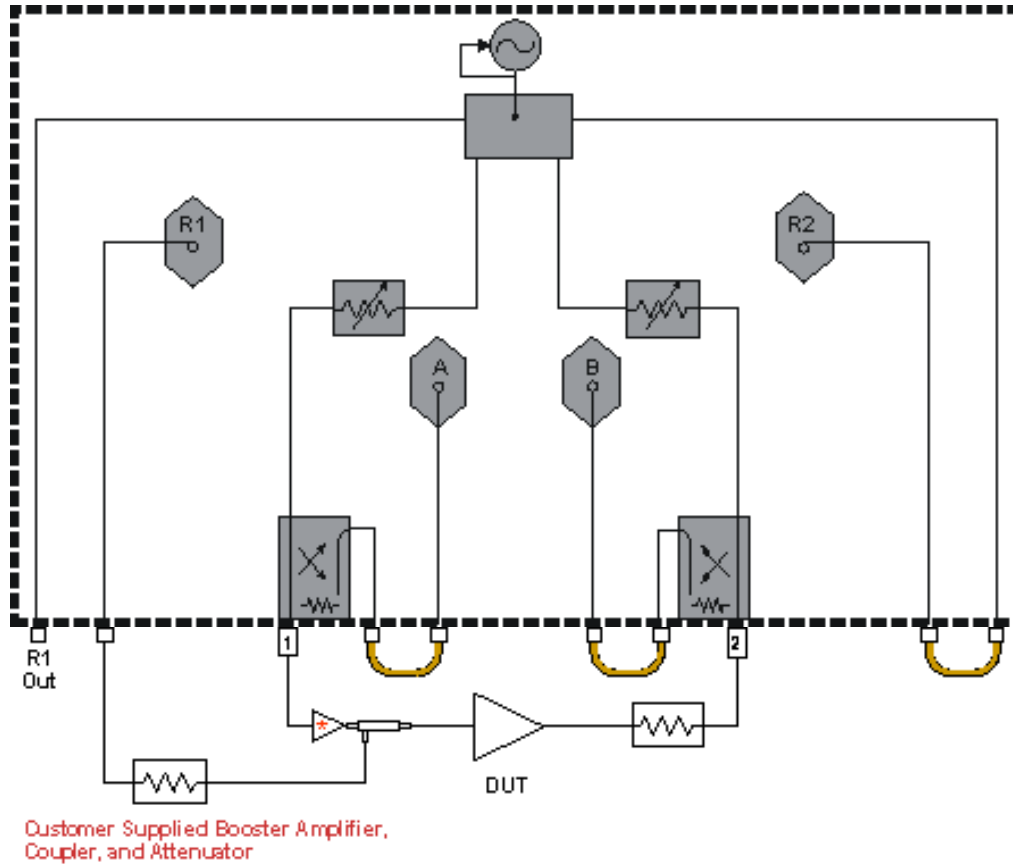 R1
R2
A
B
1
2
R1
Out
*
DUT
Customer Supplied Booster Amplifier,
Coupler, and Attenuator